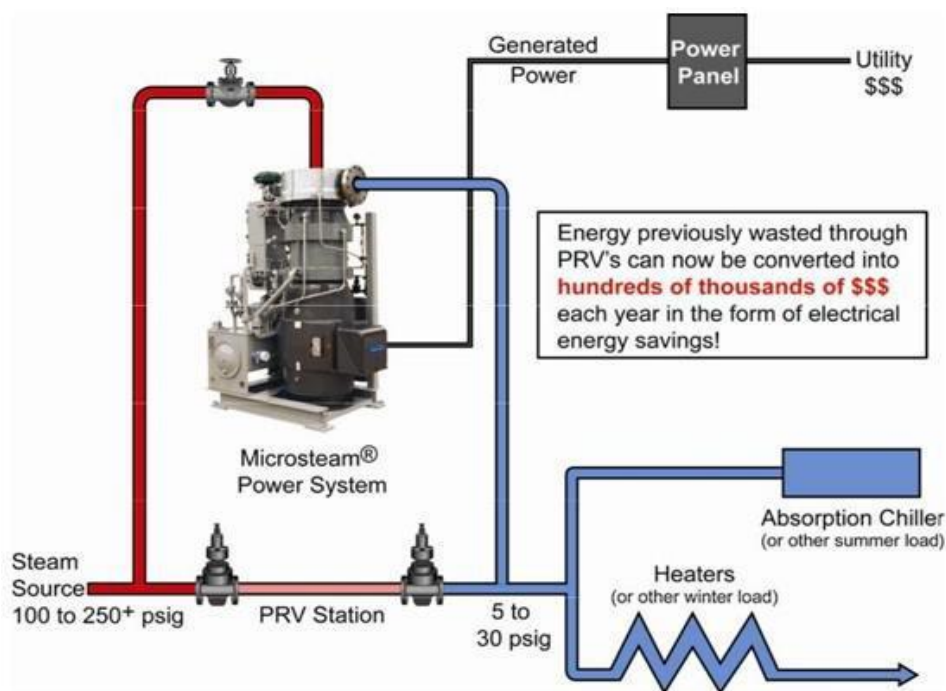 Generated
Power
Power
Panel
Utility
$$$
Energy previously wasted through
PRV's can now be converted into
hundreds of thousands of $$$
each year in the form of electrical
energy savings!
Microsteam®
Power System
Absorption Chiller
(or other summer load)
Steam
Source
100 to 250+ psig
PRV Station
5 to
30 psig
Heaters
(or other winter load)